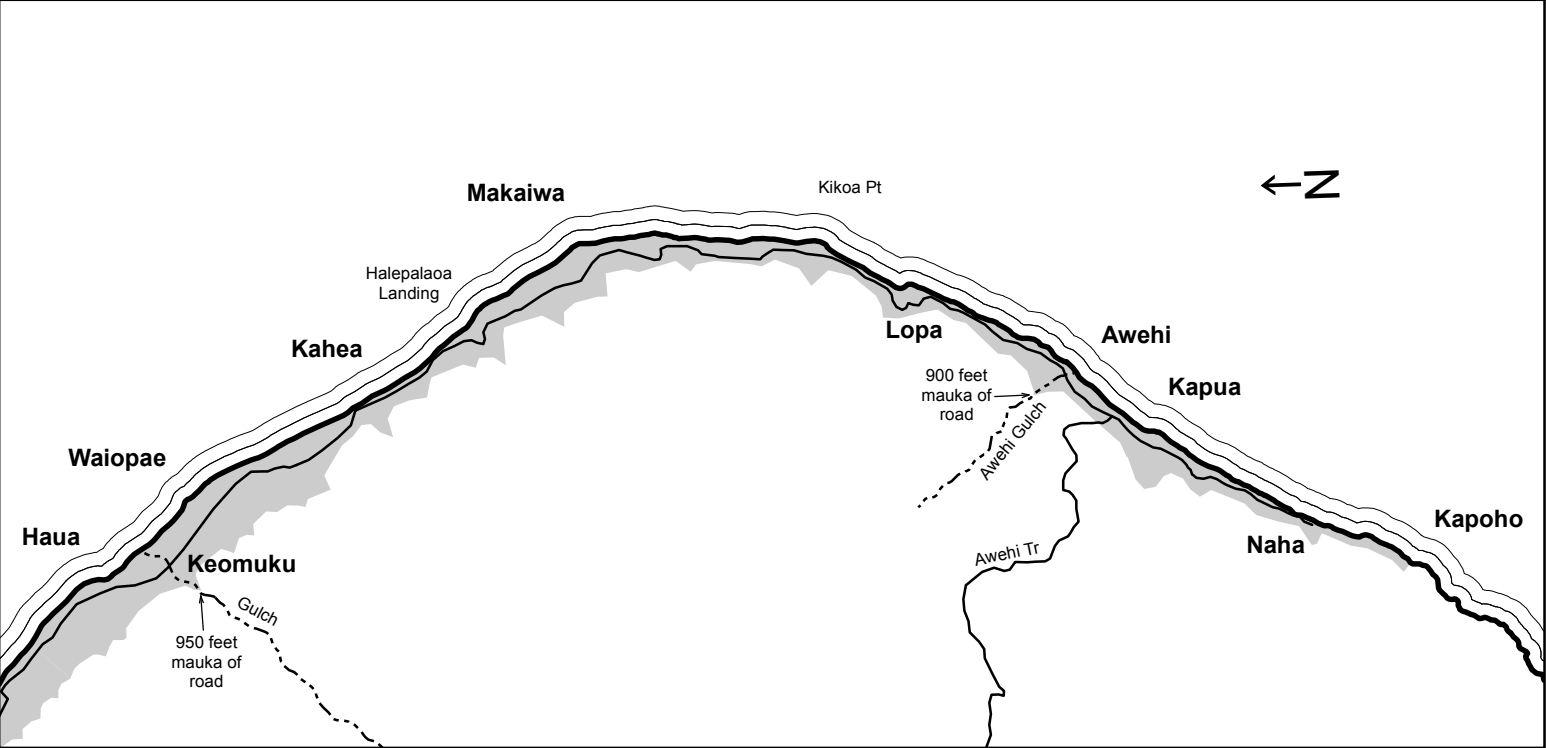 Makaiwa
Kikoa Pt
N
Halepalaoa
Landing
Kahea
Lopa
Awehi
900 feet
mauka of
road
Kapua
Awehi Gulch
Waiopae
Haua
Keomuku
Kapoho
Naha
Awehi Tr
Gulch
950 feet
mauka of
road